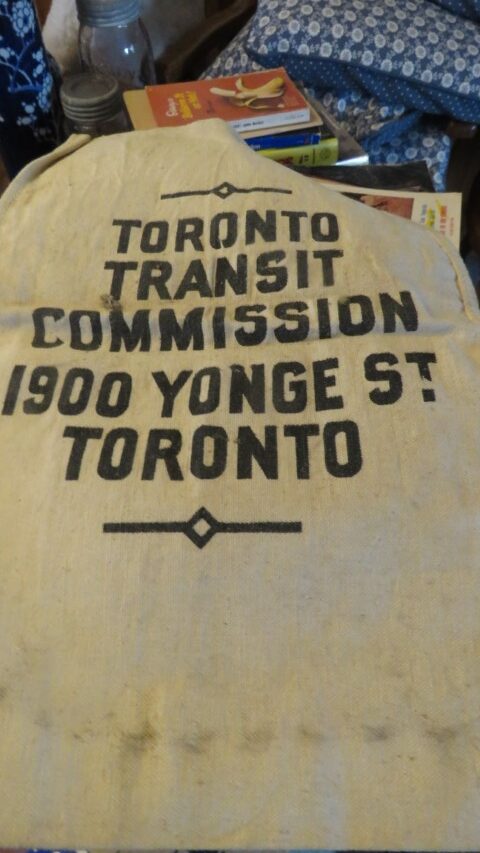 TORONTO
TRANSIT
COMMISSION
1900 YONGE ST
TORONTO